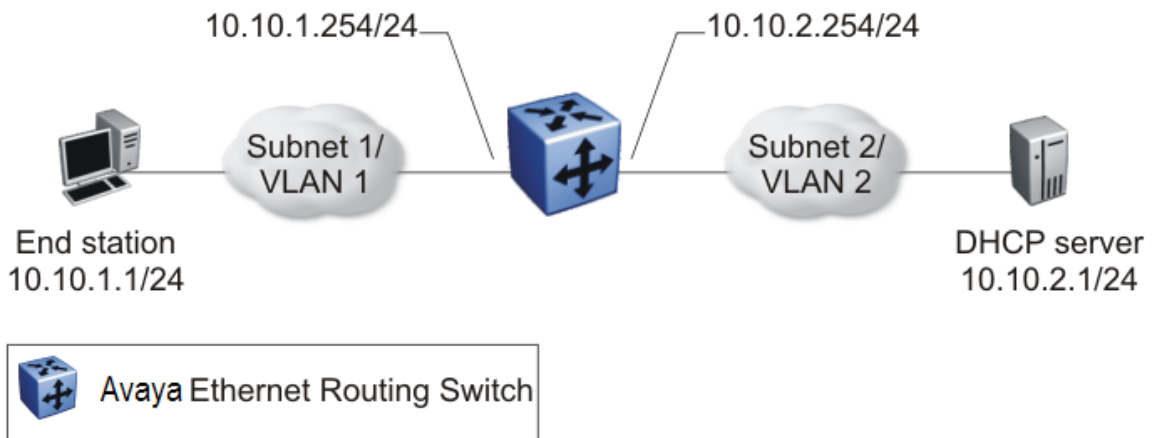 10.10.1.254/24
10.10.2.254/24
Subnet 1/
VLAN 1
Subnet 2/
VLAN 2
End station
10.10.1.1/24
DHCP server
10.10.2.1/24
Avaya Ethernet Routing Switch